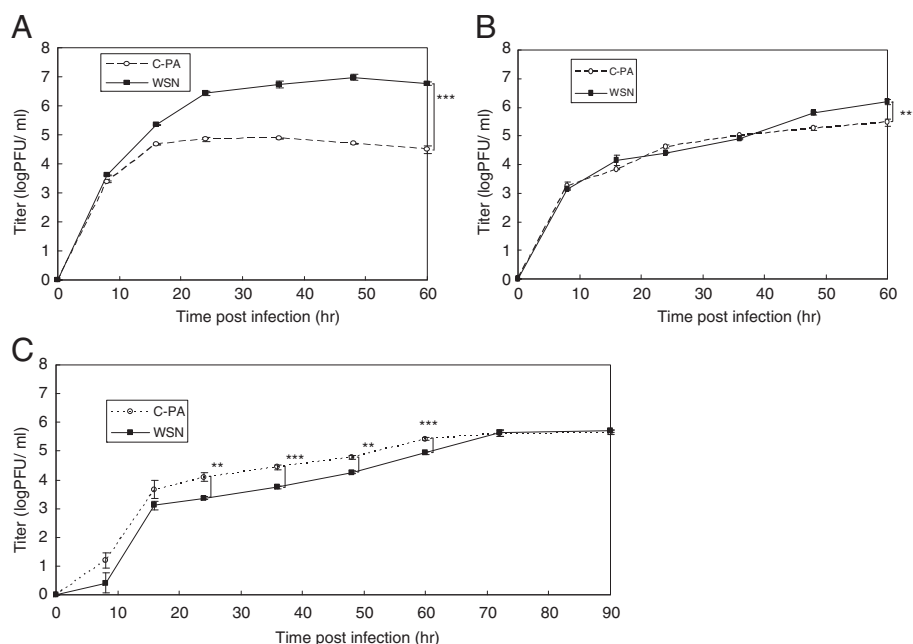 A
8
7
6
5
4
3
2
1
0
Titer (logPFU/ ml)
C-PA
WSN
***
0 10 20 30 40 50 60
Time post infection (hr)
B
8
7
6
5
4
3
2
1
0
Titer (logPFU/ ml)
C-PA
WSN
**
0 10 20 30 40 50 60
Time post infection (hr)
C
8
7
6
5
4
3
2
1
0
Titer (logPFU/ ml)
C-PA
WSN
** *** ** ***
0 10 20 30 40 50 60 70 80 90
Time post infection (hr)